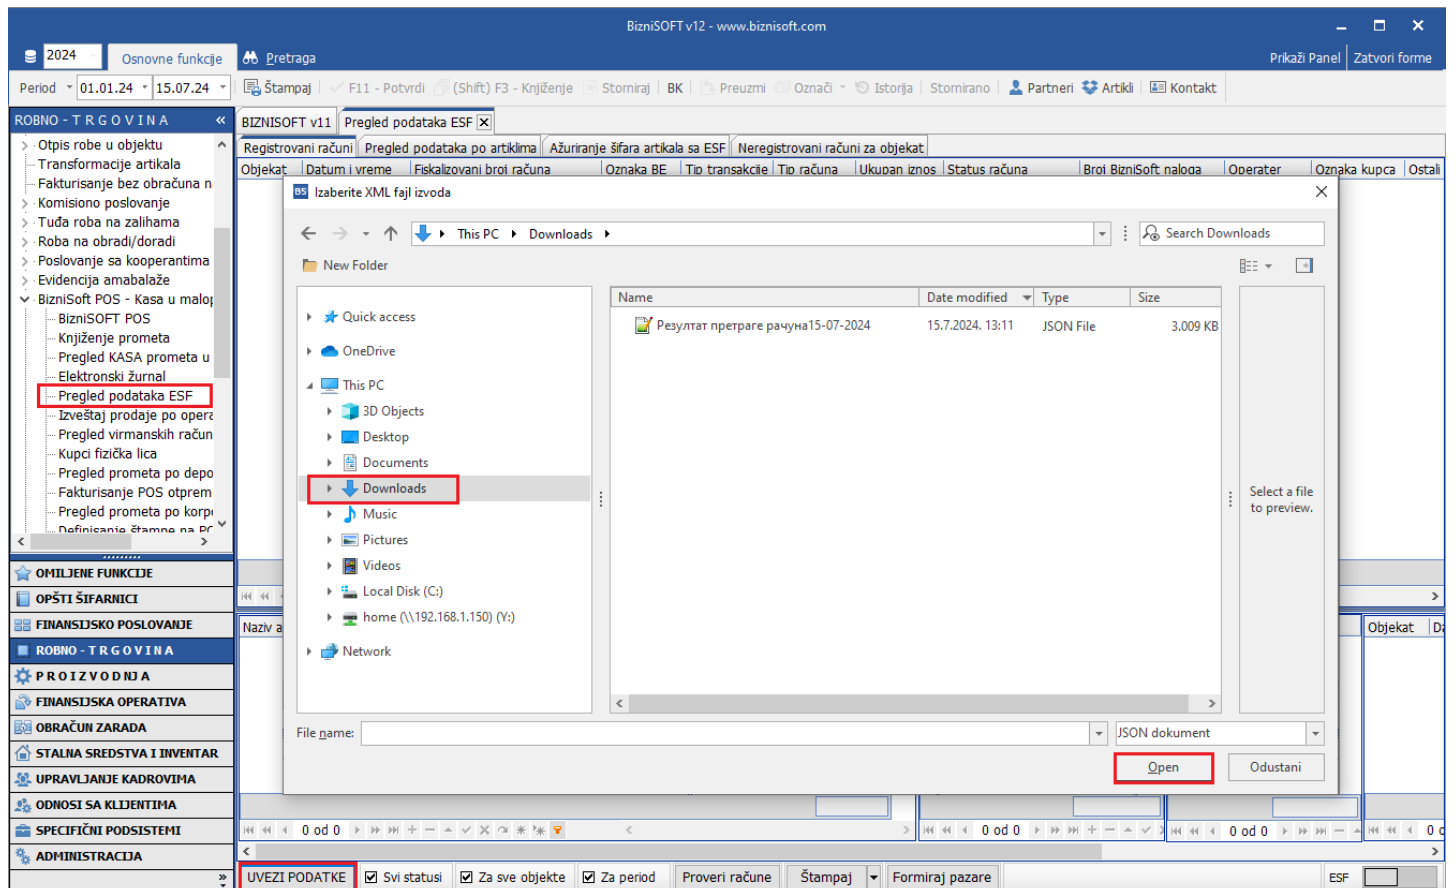 BizniSOFT v12 - www.biznisoft.com
2024 Osnovne funkcije Pretraga Prikaži Panel Zatvori forme
Period 01.01.24 15.07.24 Štampaj F11 - Potvrdi (Shift) F3 - Knjiženje Storniraj BK Preuzmi Označi Istorija Stornirano Partneri Artikli Kontakt
ROBNO - T R G O V I N A
Otpis robe u objektu
Transformacije artikala
Fakturisanje bez obračuna n
Komisiono poslovanje
Tuđa roba na zalihama
Roba na obradi/doradi
Poslovanje sa kooperantima
Evidencija amabalaže
BizniSoft POS - Kasa u malop
BizniSOFT POS
Knjiženje prometa
Pregled KASA prometa u
Elektronski žurnal
Pregled podataka ESF
Izveštaj prodaje po opera
Pregled virmanskih račun
Kupci fizička lica
Pregled prometa po depo
Fakturisanje POS otprem
Pregled prometa po korp
Definisanje štampe na PC
OMILJENE FUNKCIJE
OPŠTI ŠIFARNICI
FINANSIJSKO POSLOVANJE
ROBNO - T R G O V I N A
P R O I Z V O D NJ A
FINANSIJSKA OPERATIVA
OBRAČUN ZARADA
STALNA SREDSTVA I INVENTAR
UPRAVLJANJE KADROVIMA
ODNOSI SA KLIJENTIMA
SPECIFIČNI PODSISTEMI
ADMINISTRACIJA
BIZNISOFT v11 Pregled podataka ESF
Registrovani računi Pregled podataka po artiklima Ažuriranje šifara artikala sa ESF Neregistrovani računi za objekat
Objekat Datum i vreme Fiskalizovani broj računa Oznaka BE Tip transakcije Tip računa Ukupan iznos Status računa Broj BizniSoft naloga Operater Oznaka kupca Ostali
BS Izaberite XML fajl izvoda
This PC Downloads Search Downloads
New Folder
Quick access
OneDrive
This PC
3D Objects
Desktop
Documents
Downloads
Music
Pictures
Videos
Local Disk (C:)
home (\\192.168.1.150) (Y:)
Network
Name Date modified Type Size
Резултат претраге рачуна15-07-2024 15.7.2024. 13:11 JSON File 3.009 KB
Select a file
to preview.
File name: JSON dokument
Open Odustani
Naziv a Objekat
0 od 0 0 od 0 0 od 0
UVEZI PODATKE Svi statusi Za sve objekte Za period Proveri račune Štampaj Formiraj pazare ESF